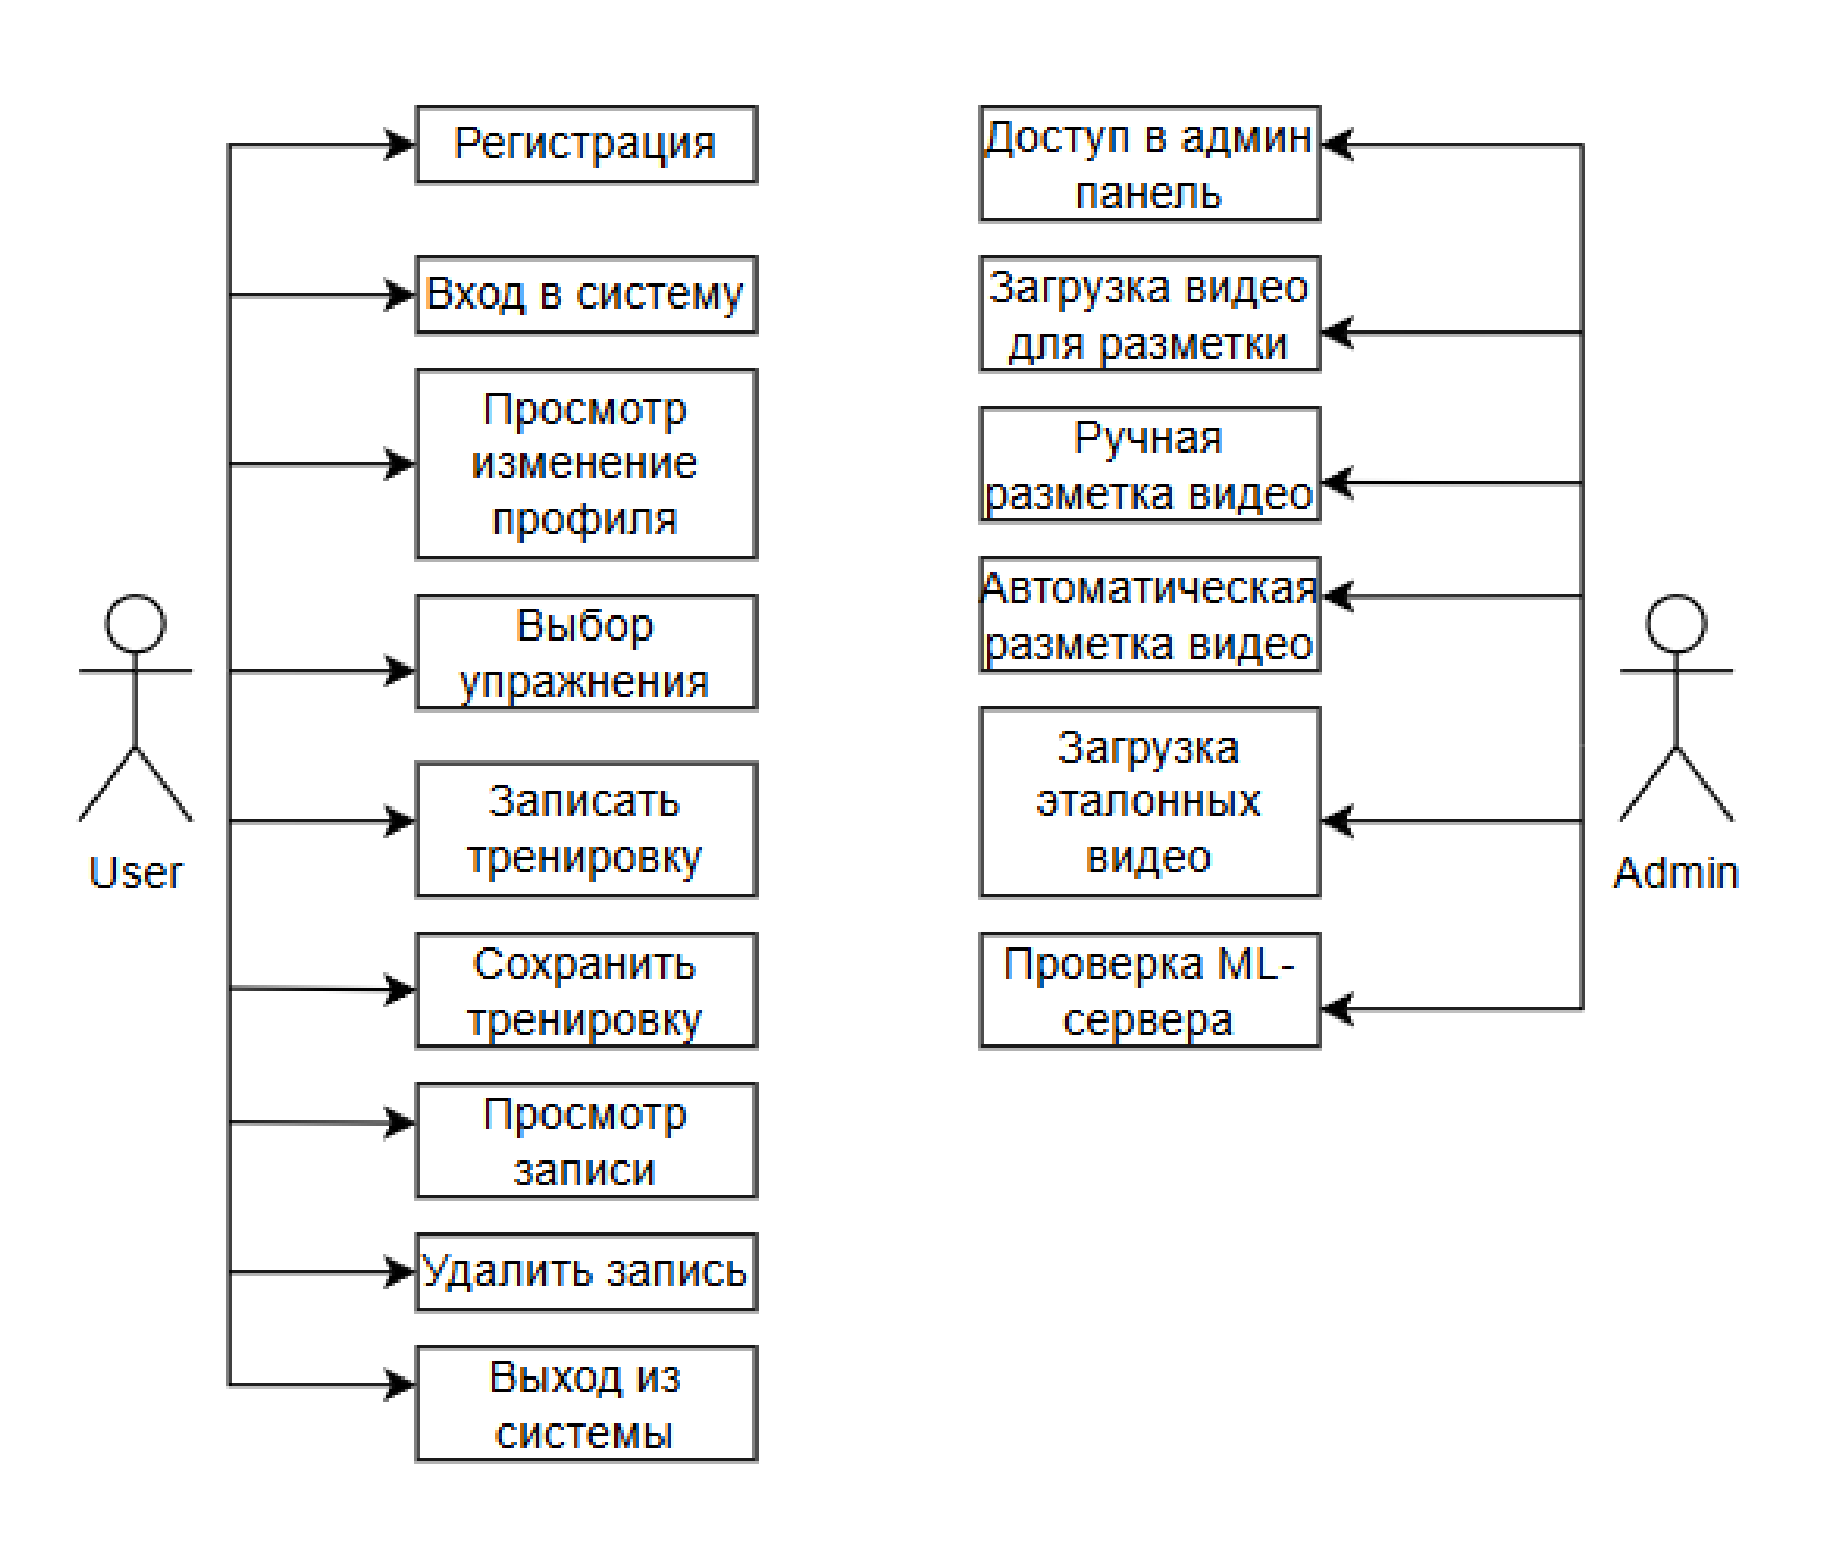 Регистрация
Вход в систему
Просмотр
изменение
профиля
Выбор
упражнения
Записать
тренировку
Сохранить
тренировку
Просмотр
записи
Удалить запись
Выход из
системы
User
Доступ в админ
панель
Загрузка видео
для разметки
Ручная
разметка видео
Автоматическая
разметка видео
Загрузка
эталонных
видео
Проверка ML-
сервера
Admin